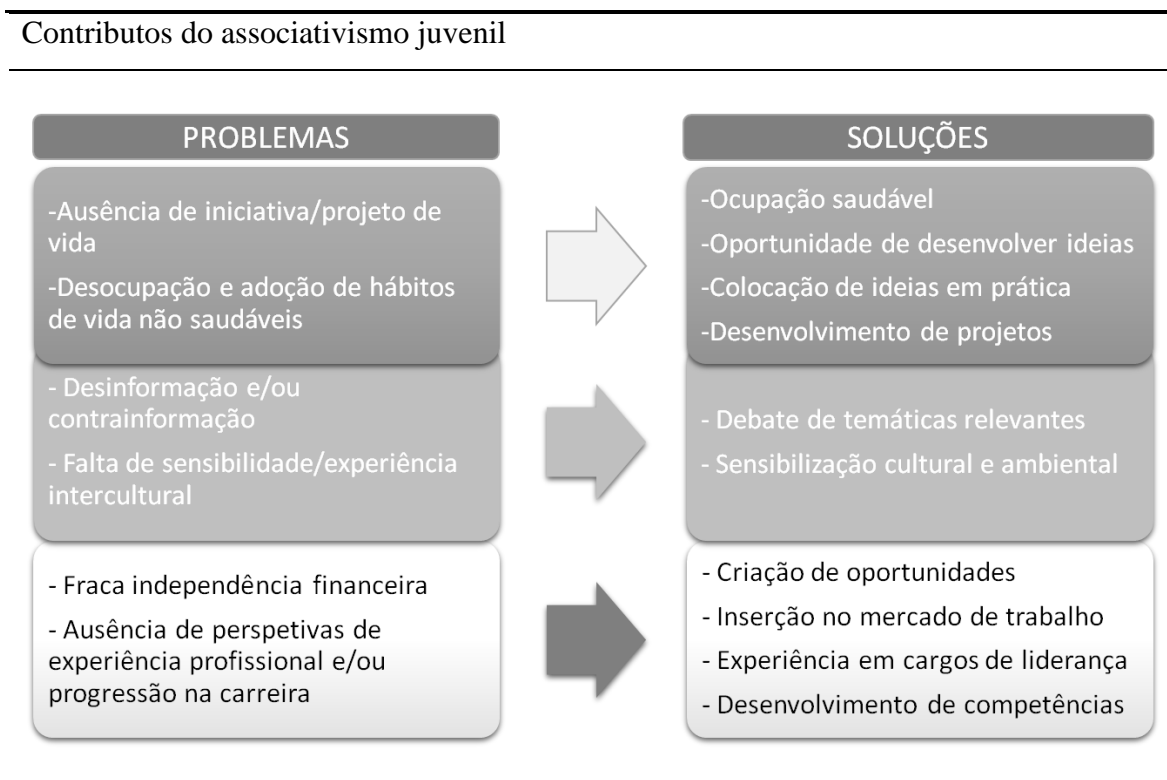 Contributos do associativismo juvenil
PROBLEMAS
-Ausência de iniciativa/projeto de
vida
-Desocupação e adoção de hábitos
de vida não saudáveis
- Desinformação e/ou
contrainformação
- Falta de sensibilidade/experiência
intercultural
- Fraca independência financeira
- Ausência de perspetivas de
experiência profissional e/ou
progressão na carreira
SOLUÇÕES
-Ocupação saudável
-Oportunidade de desenvolver ideias
-Colocação de ideias em prática
-Desenvolvimento de projetos
- Debate de temáticas relevantes
- Sensibilização cultural e ambiental
- Criação de oportunidades
- Inserção no mercado de trabalho
- Experiência em cargos de liderança
- Desenvolvimento de competências